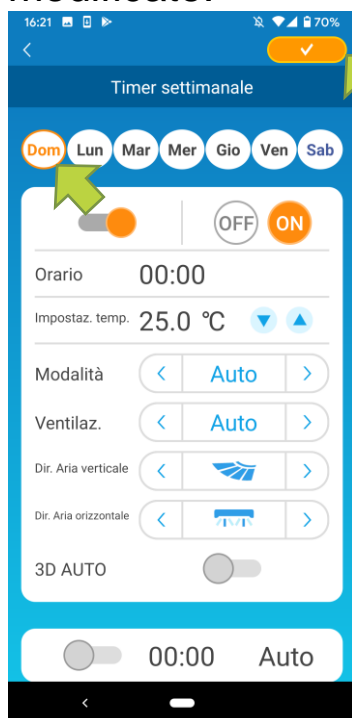 16:21 70%
Timer settimanale
Dom Lun Mar Mer Gio Ven Sab
OFF ON
Orario 00:00
Impostaz. temp. 25.0 °C
Modalità Auto
Ventilaz. Auto
Dir. Aria verticale
Dir. Aria orizzontale
3D AUTO
00:00 Auto